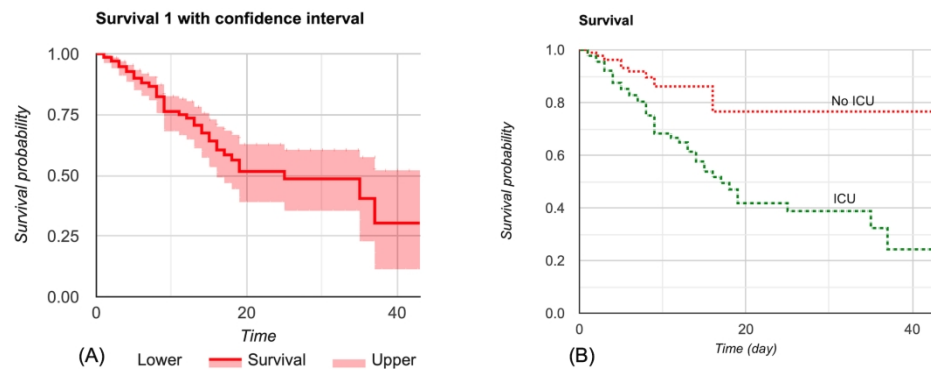 Survival 1 with confidence interval
1.00
0.75
0.50
0.25
0.00
Survival probability
0
20
40
Time
(A)
Lower
Survival
Upper
Survival
1.0
0.8
0.6
0.4
0.2
0.0
Survival probability
No ICU
ICU
0
20
40
Time (day)
(B)